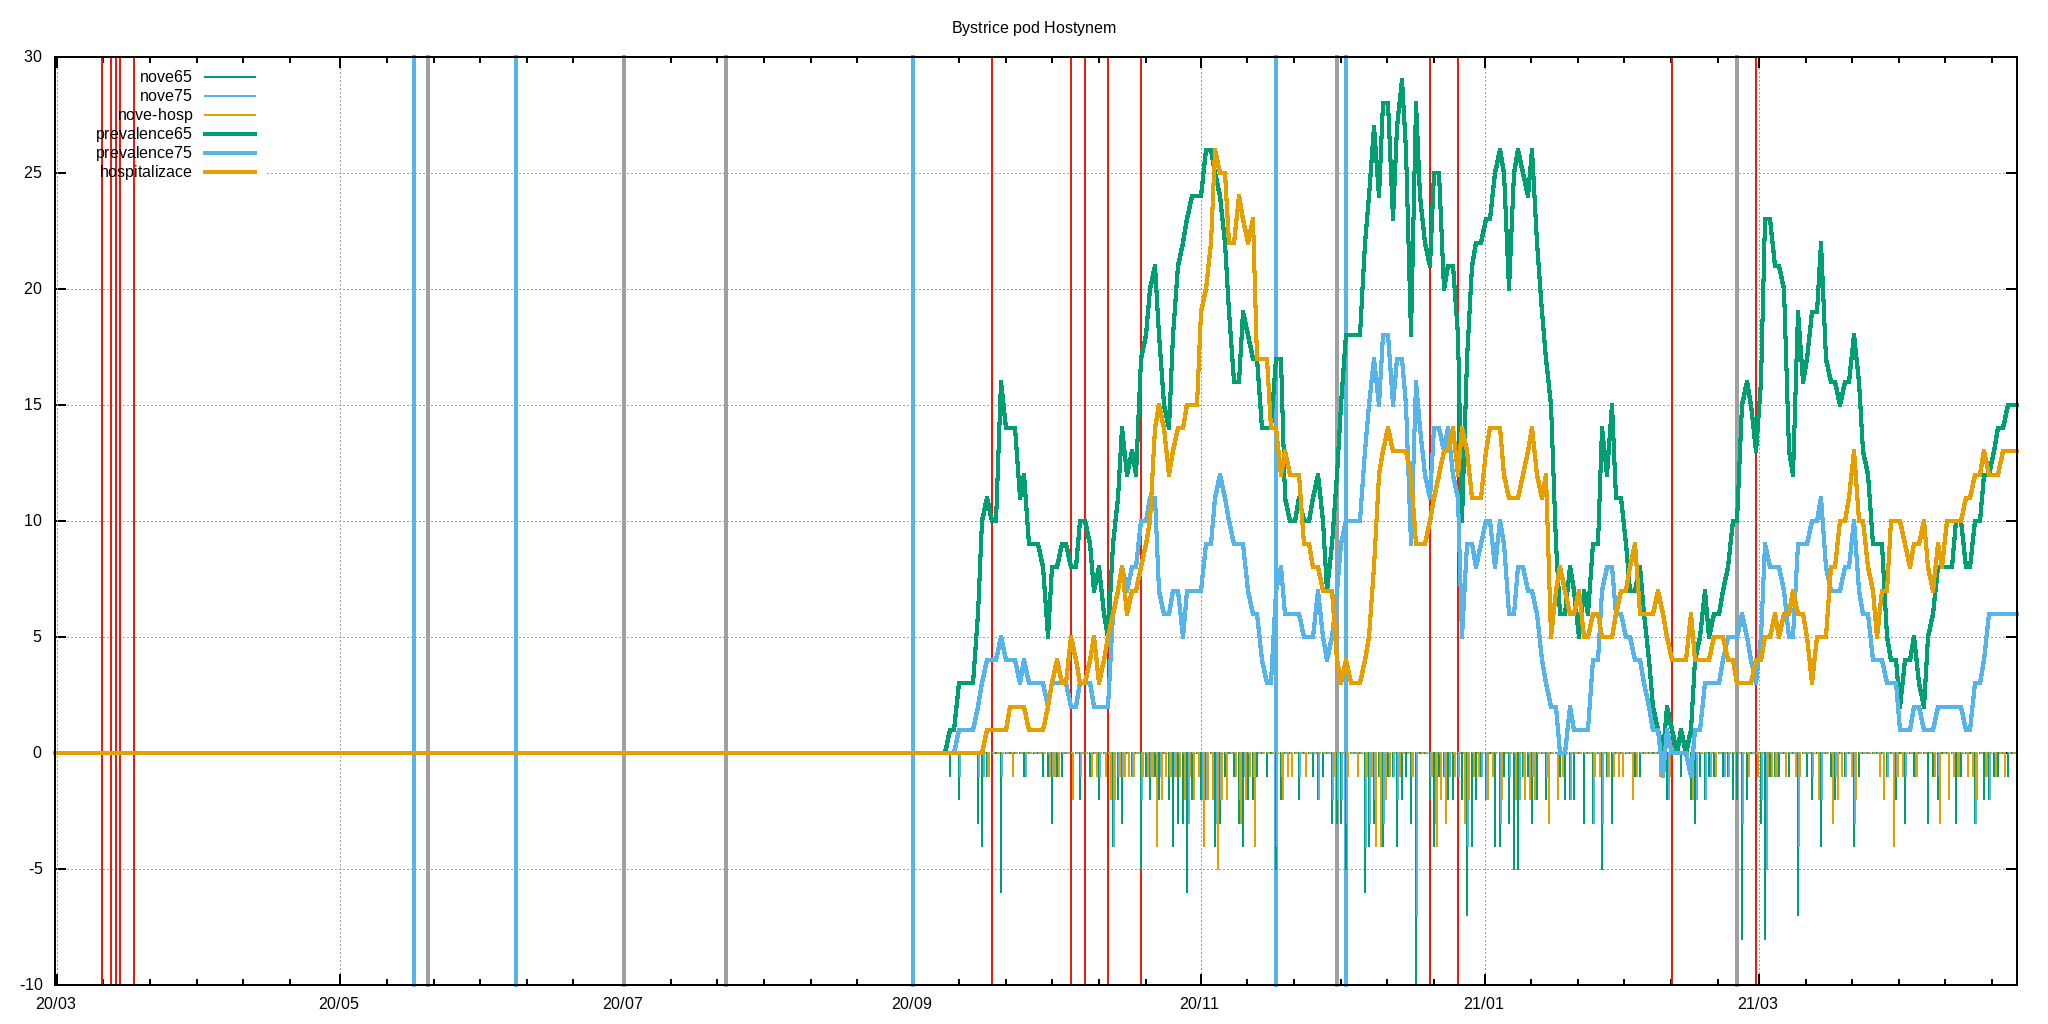 Bystrice pod Hostynem
30
25
20
15
10
5
0
-5
-10
nove65
nove75
nove-hosp
prevalence65
prevalence75
hospitalizace
20/03 20/05 20/07 20/09 20/11 21/01 21/03